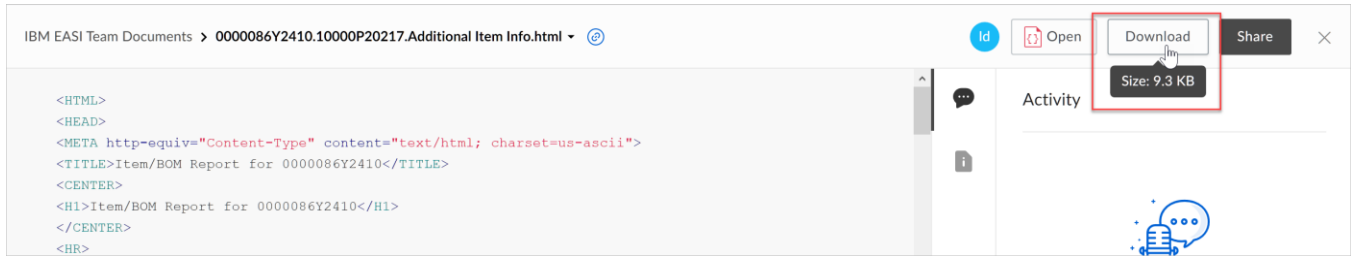 IBM EASI Team Documents > 0000086Y2410.10000P20217.Additional Item Info.html
Id
Open
Download
Share
Size: 9.3 KB
Activity
<HTML>
<HEAD>
<META http-equiv="Content-Type" content="text/html; charset=us-ascii">
<TITLE>Item/BOM Report for 0000086Y2410</TITLE>
<CENTER>
<H1>Item/BOM Report for 0000086Y2410</H1>
</CENTER>
<HR>